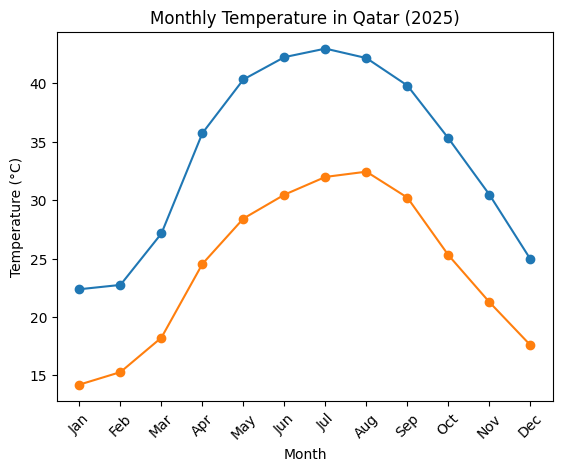 Monthly Temperature in Qatar (2025)
Temperature (°C)
40
35
30
25
20
15
Jan
Feb
Mar
Apr
May
Jun
Jul
Aug
Sep
Oct
Nov
Dec
Month